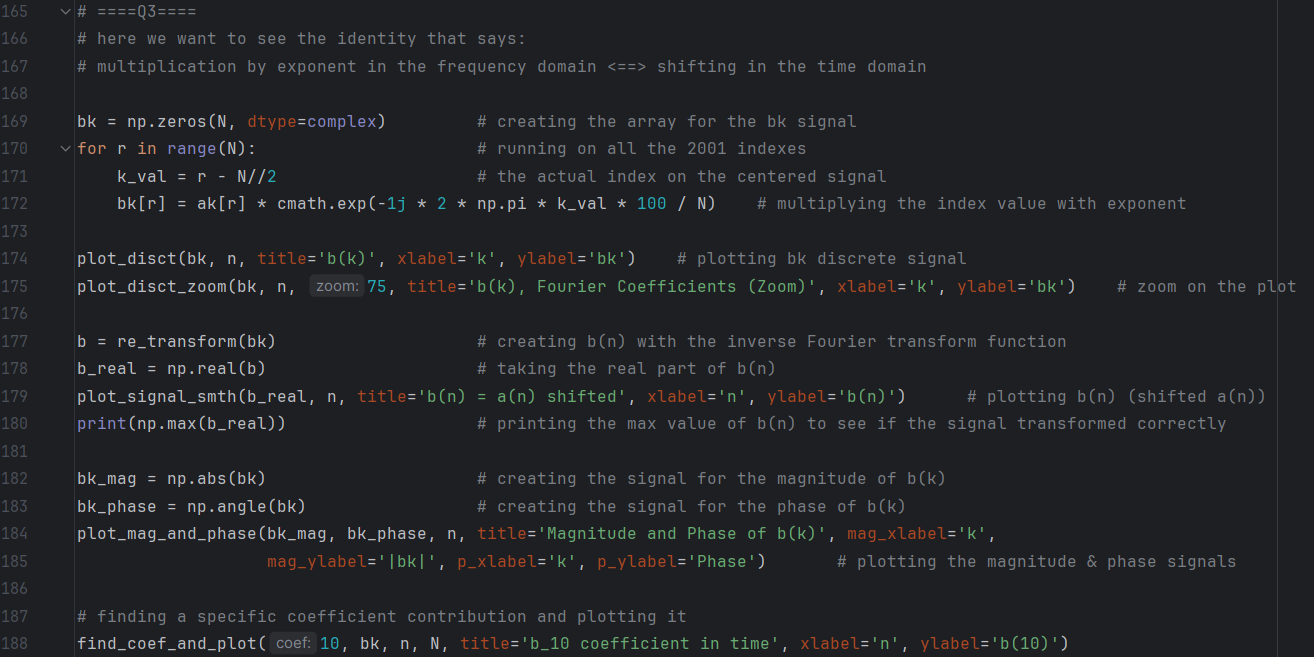 165 # ====Q3====
166 # here we want to see the identity that says:
167 # multiplication by exponent in the frequency domain <==> shifting in the time domain
168
169 bk = np.zeros(N, dtype=complex)         # creating the array for the bk signal
170 for r in range(N):                      # running on all the 2001 indexes
171     k_val = r - N//2                    # the actual index on the centered signal
172     bk[r] = ak[r] * cmath.exp(-1j * 2 * np.pi * k_val * 100 / N)    # multiplying the index value with exponent
173
174 plot_disct(bk, n, title='b(k)', xlabel='k', ylabel='bk')    # plotting bk discrete signal
175 plot_disct_zoom(bk, n, zoom: 75, title='b(k), Fourier Coefficients (Zoom)', xlabel='k', ylabel='bk')    # zoom on the plot
176
177 b = re_transform(bk)                    # creating b(n) with the inverse Fourier transform function
178 b_real = np.real(b)                     # taking the real part of b(n)
179 plot_signal_smth(b_real, n, title='b(n) = a(n) shifted', xlabel='n', ylabel='b(n)')      # plotting b(n) (shifted a(n))
180 print(np.max(b_real))                   # printing the max value of b(n) to see if the signal transformed correctly
181
182 bk_mag = np.abs(bk)                     # creating the signal for the magnitude of b(k)
183 bk_phase = np.angle(bk)                 # creating the signal for the phase of b(k)
184 plot_mag_and_phase(bk_mag, bk_phase, n, title='Magnitude and Phase of b(k)', mag_xlabel='k',
185                    mag_ylabel='|bk|', p_xlabel='k', p_ylabel='Phase')       # plotting the magnitude & phase signals
186
187 # finding a specific coefficient contribution and plotting it
188 find_coef_and_plot( coef: 10, bk, n, N, title='b_10 coefficient in time', xlabel='n', ylabel='b(10)')